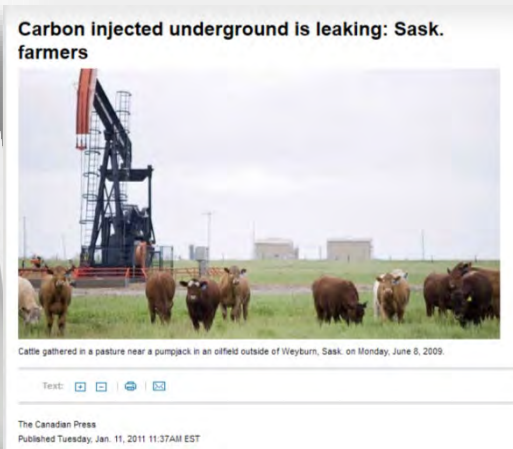 Carbon injected underground is leaking: Sask.
farmers
Cattle gathered in a pasture near a pumpjack in an oilfield outside of Weyburn, Sask. on Monday, June 8, 2009.
Text:
The Canadian Press
Published Tuesday, Jan. 11, 2011 11:37AM EST